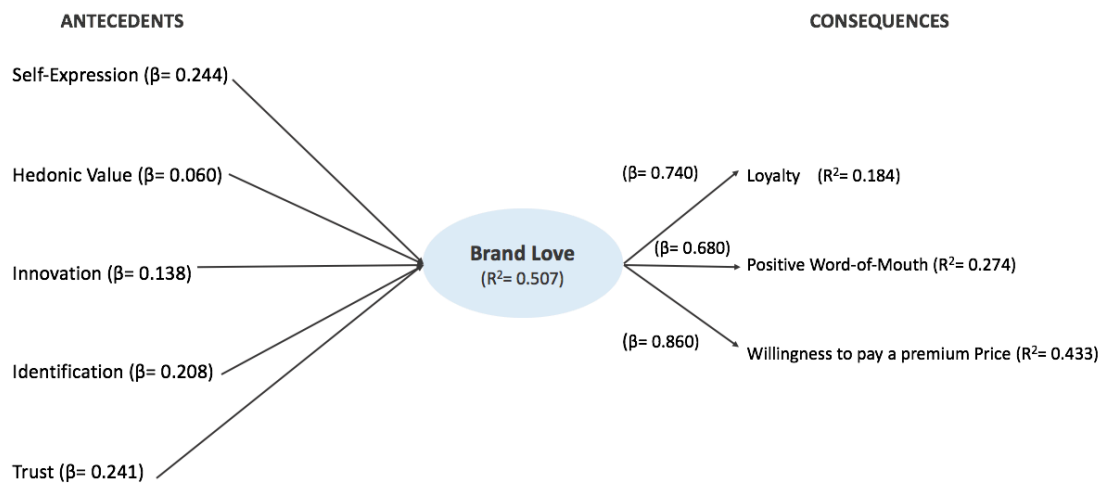 ANTECEDENTS
CONSEQUENCES
Self-Expression (β= 0.244)
Hedonic Value (β= 0.060)
Innovation (β= 0.138)
Identification (β= 0.208)
Trust (β= 0.241)
Brand Love
(R²= 0.507)
(β= 0.740)
Loyalty (R²= 0.184)
(β= 0.680)
Positive Word-of-Mouth (R²= 0.274)
(β= 0.860)
Willingness to pay a premium Price (R²= 0.433)